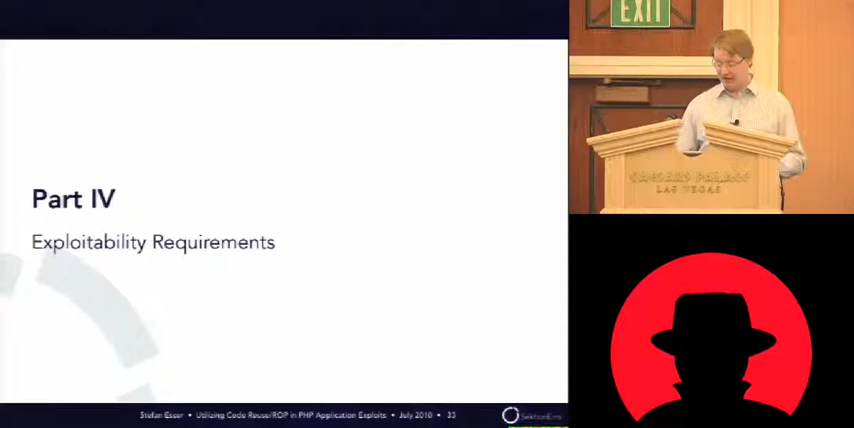 Part IV
Exploitability Requirements
Stefan Esser • Utilizing Code Reuse/ROP in PHP Application Exploits • July 2010 • 33
SektionEins
EXIT
CAESARS PALACE
LAS VEGAS